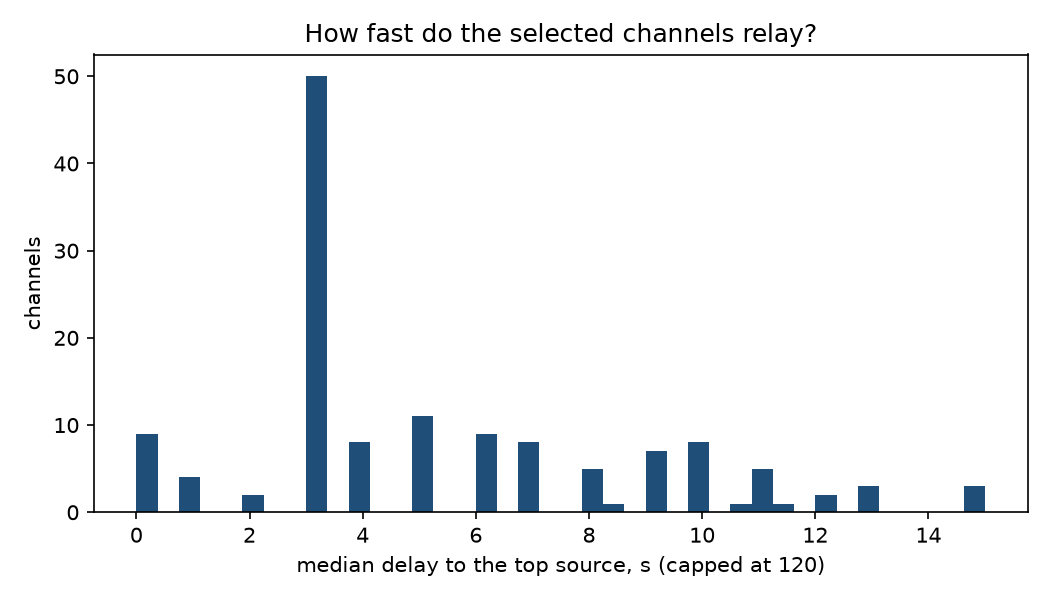 How fast do the selected channels relay?
channels
50
40
30
20
10
0
0 2 4 6 8 10 12 14
median delay to the top source, s (capped at 120)